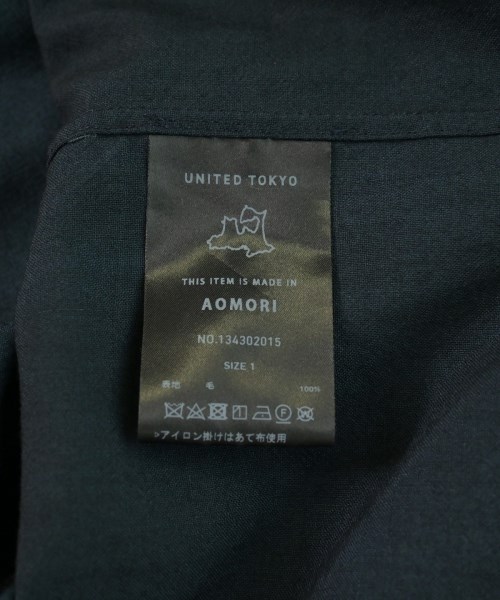 UNITED TOKYO
THIS ITEM IS MADE IN
AOMORI
NO.134302015
SIZE 1
表地 毛 100%
>アイロン掛けはあて布使用